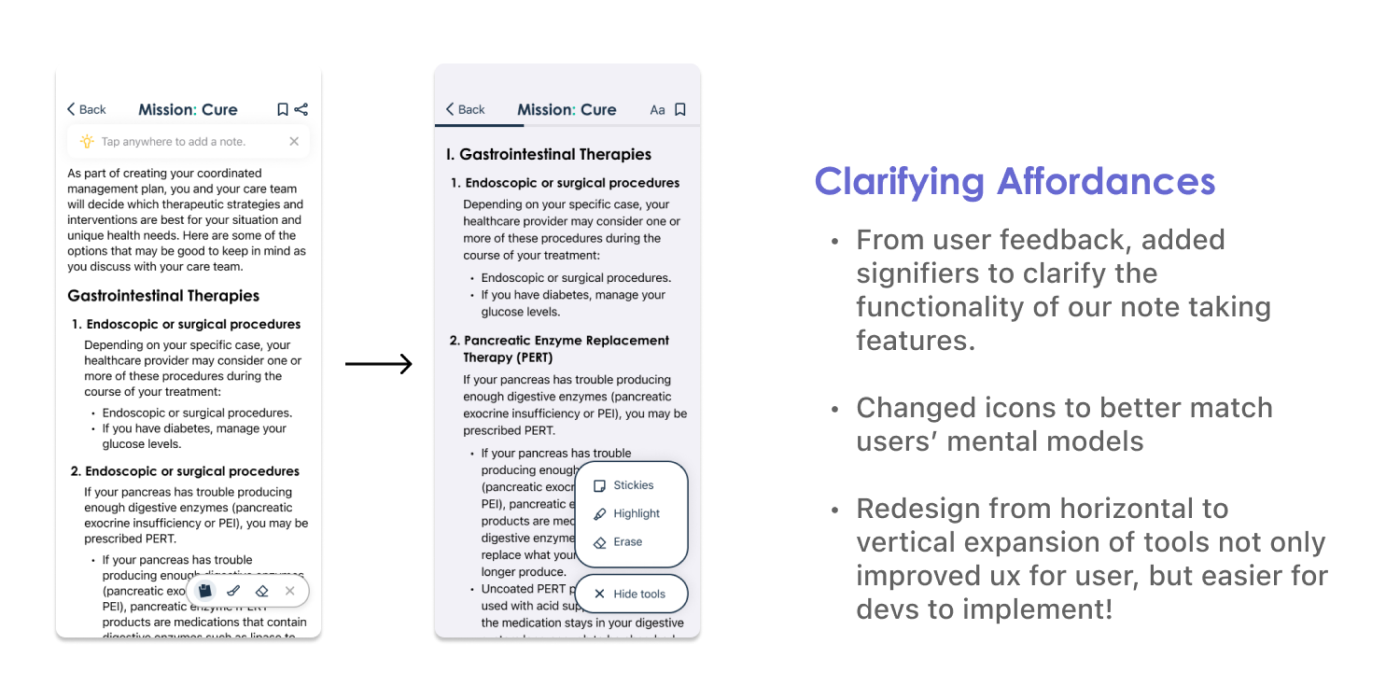 Back Mission: Cure
Tap anywhere to add a note.
As part of creating your coordinated
management plan, you and your care team
will decide which therapeutic strategies and
interventions are best for your situation and
unique health needs. Here are some of the
options that may be good to keep in mind as
you discuss with your care team.
Gastrointestinal Therapies
1. Endoscopic or surgical procedures
Depending on your specific case, your
healthcare provider may consider one or
more of these procedures during the
course of your treatment:
• Endoscopic or surgical procedures.
• If you have diabetes, manage your
glucose levels.
2. Endoscopic or surgical procedures
If your pancreas has trouble producing
enough digestive enzymes (pancreatic
exocrine insufficiency or PEI), you may be
prescribed PERT.
• If your pancreas has trouble
producing enough digestive enzymes
(pancreatic exo
PEI), pancreatic
products are medications that contain
digestive enzymes such as lipase to
Back Mission: Cure Aa
I. Gastrointestinal Therapies
1. Endoscopic or surgical procedures
Depending on your specific case, your
healthcare provider may consider one or
more of these procedures during the
course of your treatment:
• Endoscopic or surgical procedures.
• If you have diabetes, manage your
glucose levels.
2. Pancreatic Enzyme Replacement
Therapy (PERT)
If your pancreas has trouble producing
enough digestive enzymes (pancreatic
exocrine insufficiency or PEI), you may be
prescribed PERT.
• If your pancreas has trouble
producing enough
(pancreatic exocr
PEI), pancreatic e
products are med
digestive enzyme
replace what your
longer produce.
• Uncoated PERT p
used with acid sup
the medication stays in your digestive
Stickies
Highlight
Erase
Hide tools
Clarifying Affordances
• From user feedback, added
signifiers to clarify the
functionality of our note taking
features.
• Changed icons to better match
users’ mental models
• Redesign from horizontal to
vertical expansion of tools not only
improved ux for user, but easier for
devs to implement!